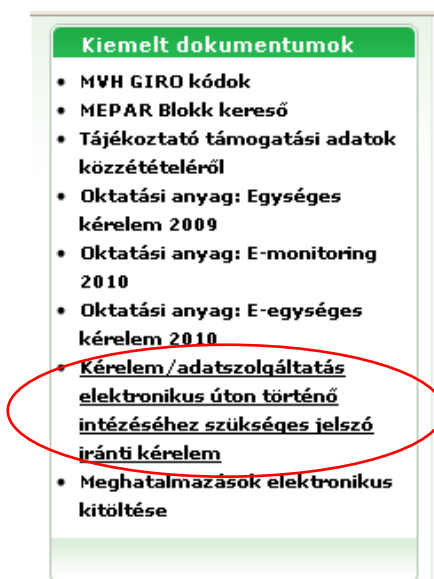 Kiemelt dokumentumok
• MVH GIRO kódok
• MEPAR Blokk kereső
• Tájékoztató támogatási adatok
közzétételéről
• Oktatási anyag: Egységes
kérelem 2009
• Oktatási anyag: E-monitoring
2010
• Oktatási anyag: E-egységes
kérelem 2010
• Kérelem/adatszolgáltatás
elektronikus úton történő
intézéséhez szükséges jelszó
iránti kérelem
• Meghatalmazások elektronikus
kitöltése